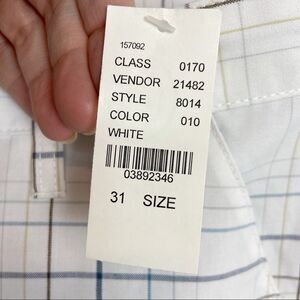 157092
CLASS 0170
VENDOR 21482
STYLE 8014
COLOR 010
WHITE
03892346
31 SIZE